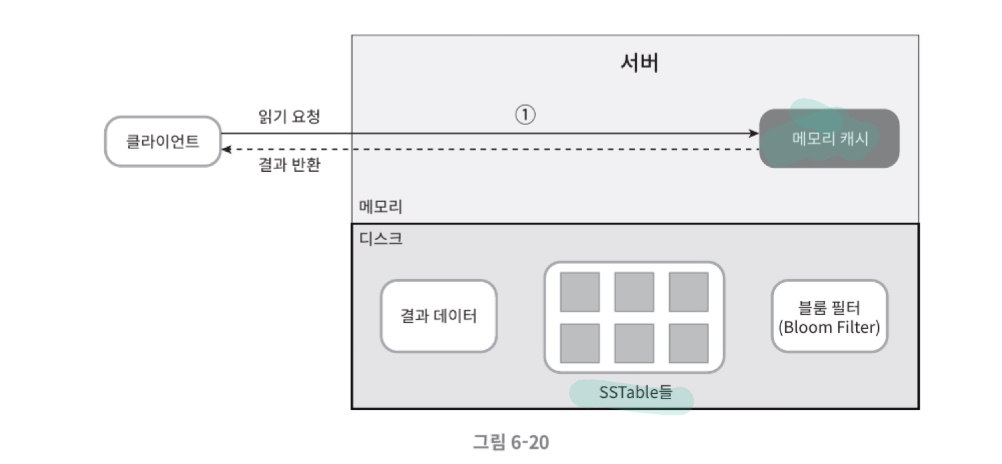 서버
읽기 요청
①
클라이언트
메모리 캐시
결과 반환
메모리
디스크
결과 데이터
블룸 필터
(Bloom Filter)
SSTable들
그림 6-20